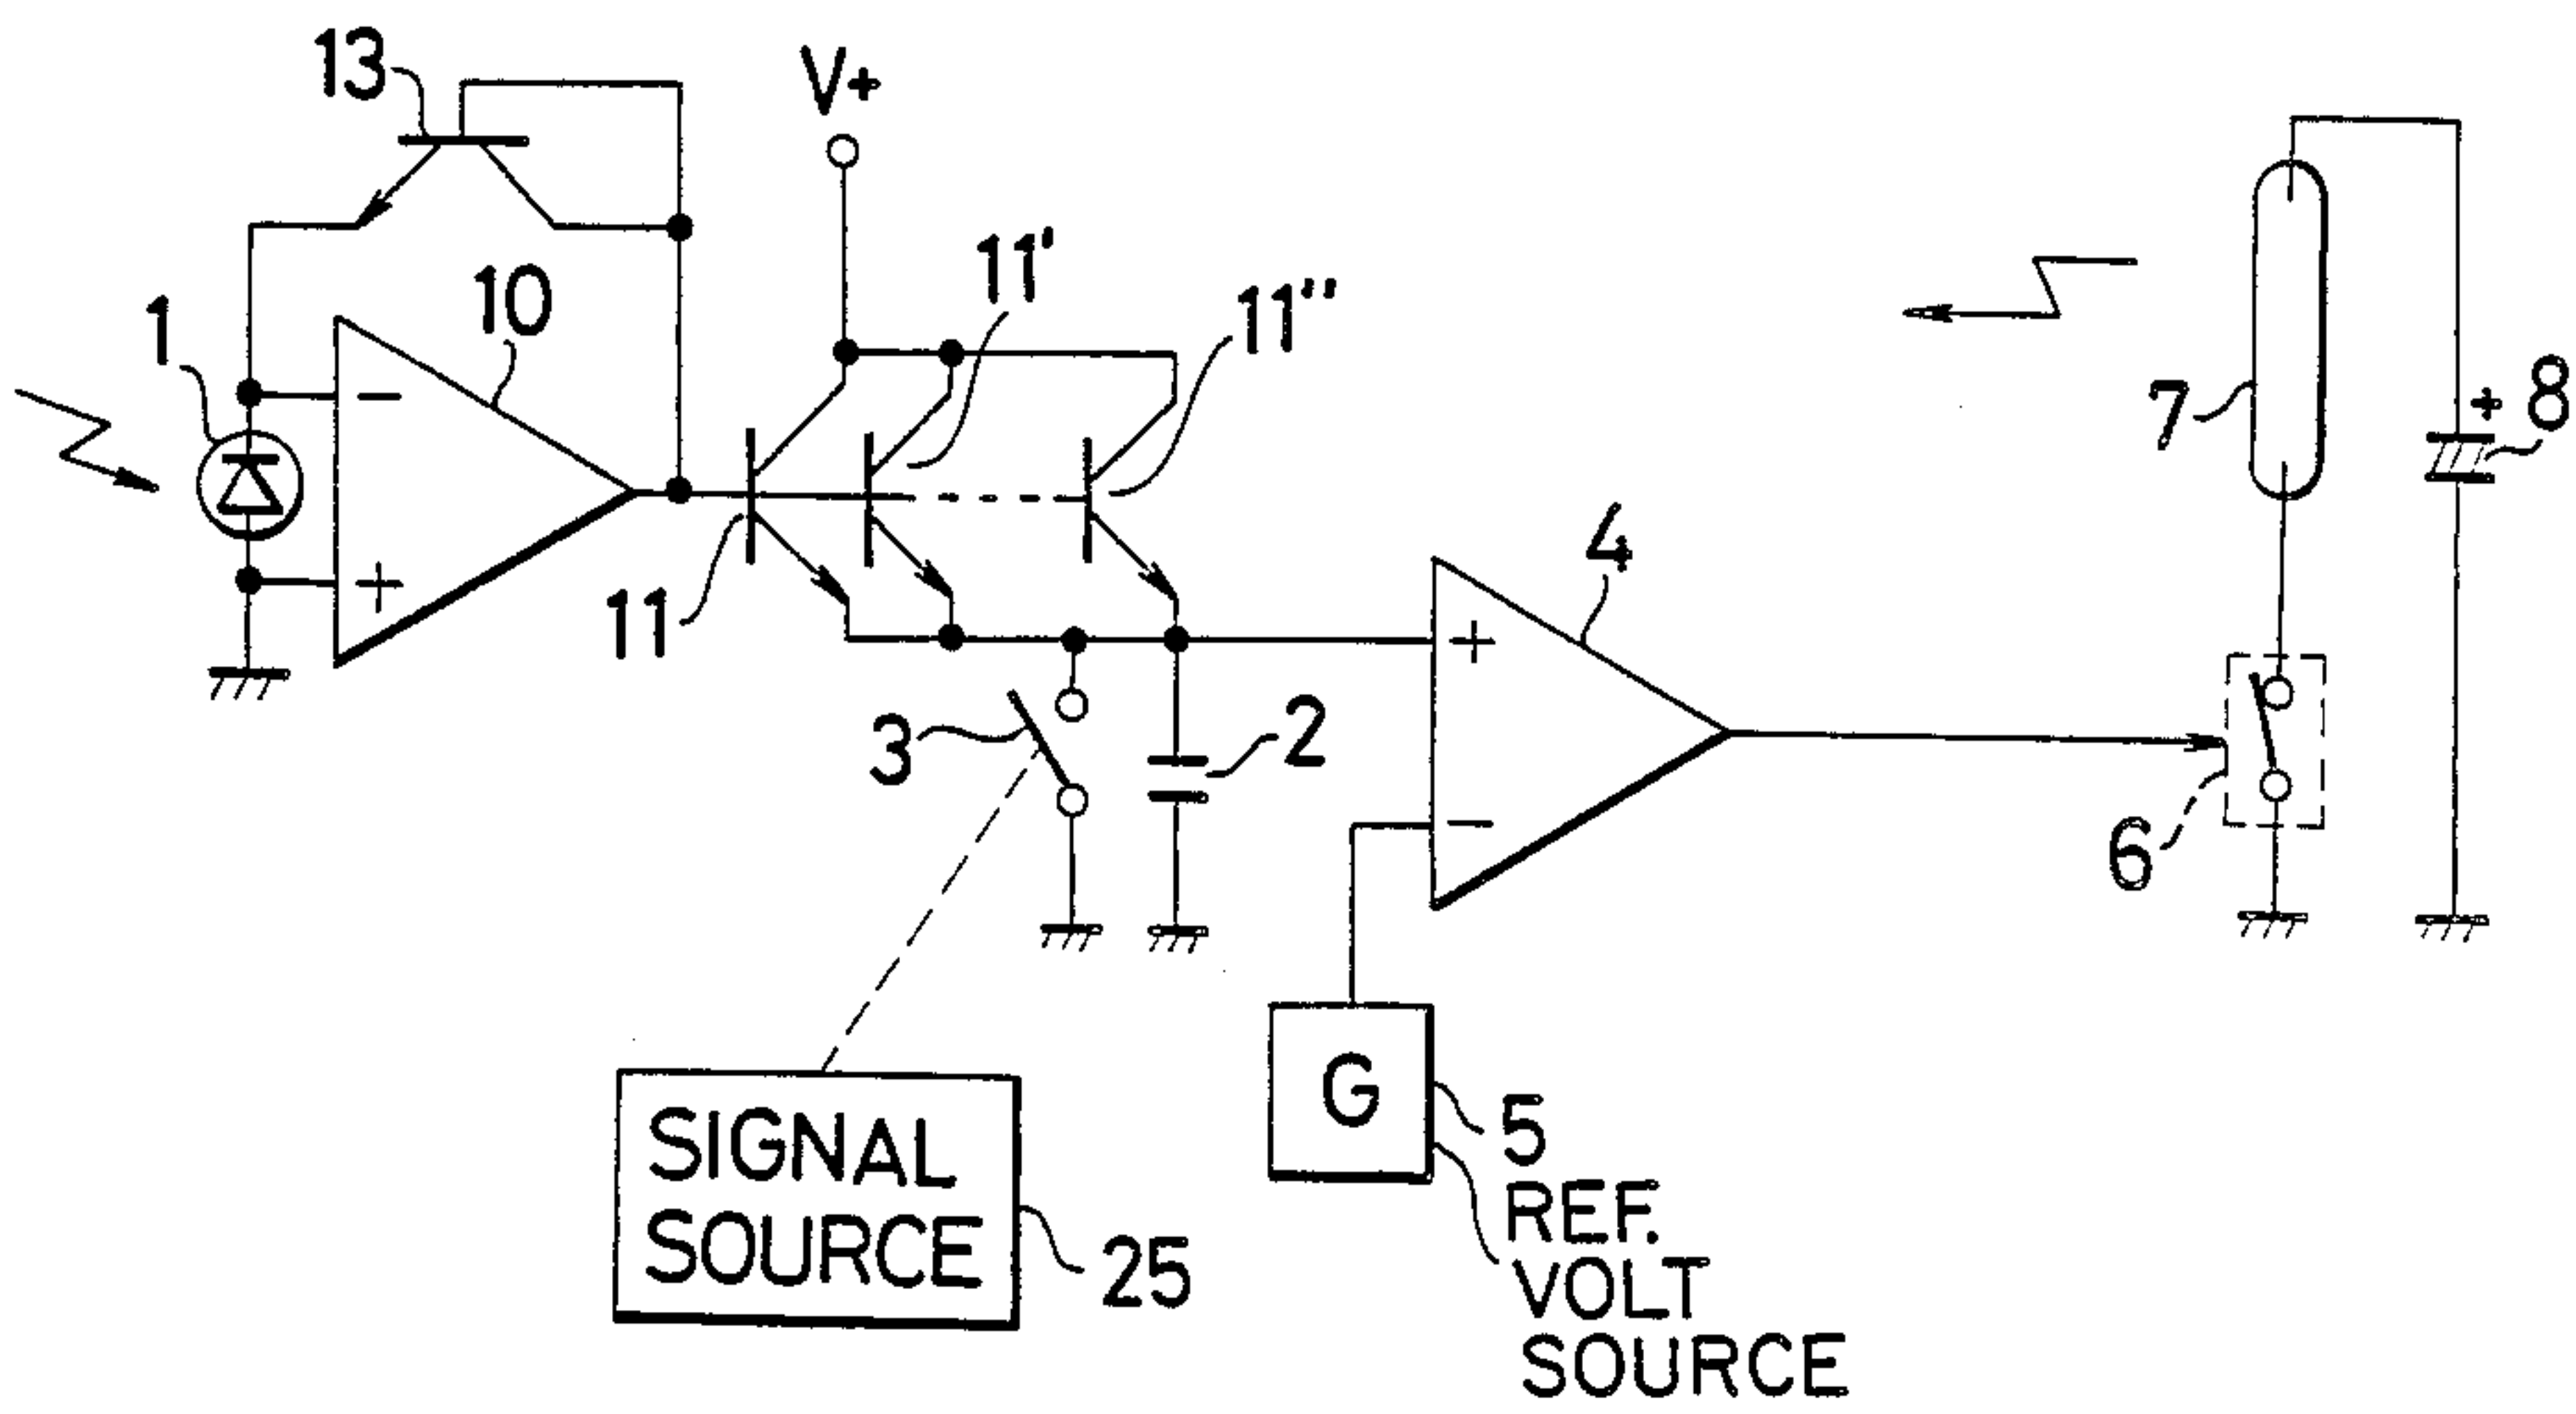 13
V+
11'
10
11"
1
7
+ 8
−
+
11
4
+
3
2
−
6
G
5
REF.
VOLT
SOURCE
SIGNAL
SOURCE
25